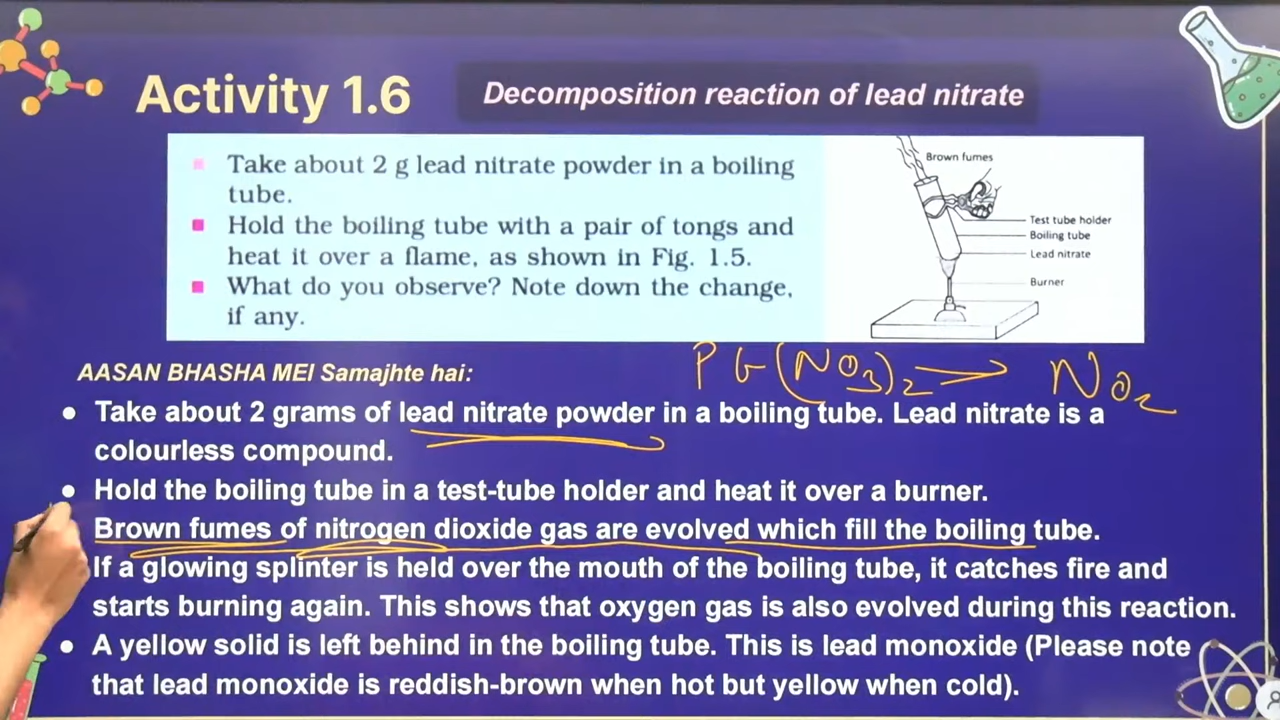 Activity 1.6
Decomposition reaction of lead nitrate
Take about 2 g lead nitrate powder in a boiling
tube.
Hold the boiling tube with a pair of tongs and
heat it over a flame, as shown in Fig. 1.5.
What do you observe? Note down the change,
if any.
Brown fumes
Test tube holder
Boiling tube
Lead nitrate
Burner
Pb(NO3)2 → NO2
AASAN BHASHA MEI Samajhte hai:
• Take about 2 grams of lead nitrate powder in a boiling tube. Lead nitrate is a
colourless compound.
• Hold the boiling tube in a test-tube holder and heat it over a burner.
Brown fumes of nitrogen dioxide gas are evolved which fill the boiling tube.
If a glowing splinter is held over the mouth of the boiling tube, it catches fire and
starts burning again. This shows that oxygen gas is also evolved during this reaction.
• A yellow solid is left behind in the boiling tube. This is lead monoxide (Please note
that lead monoxide is reddish-brown when hot but yellow when cold).